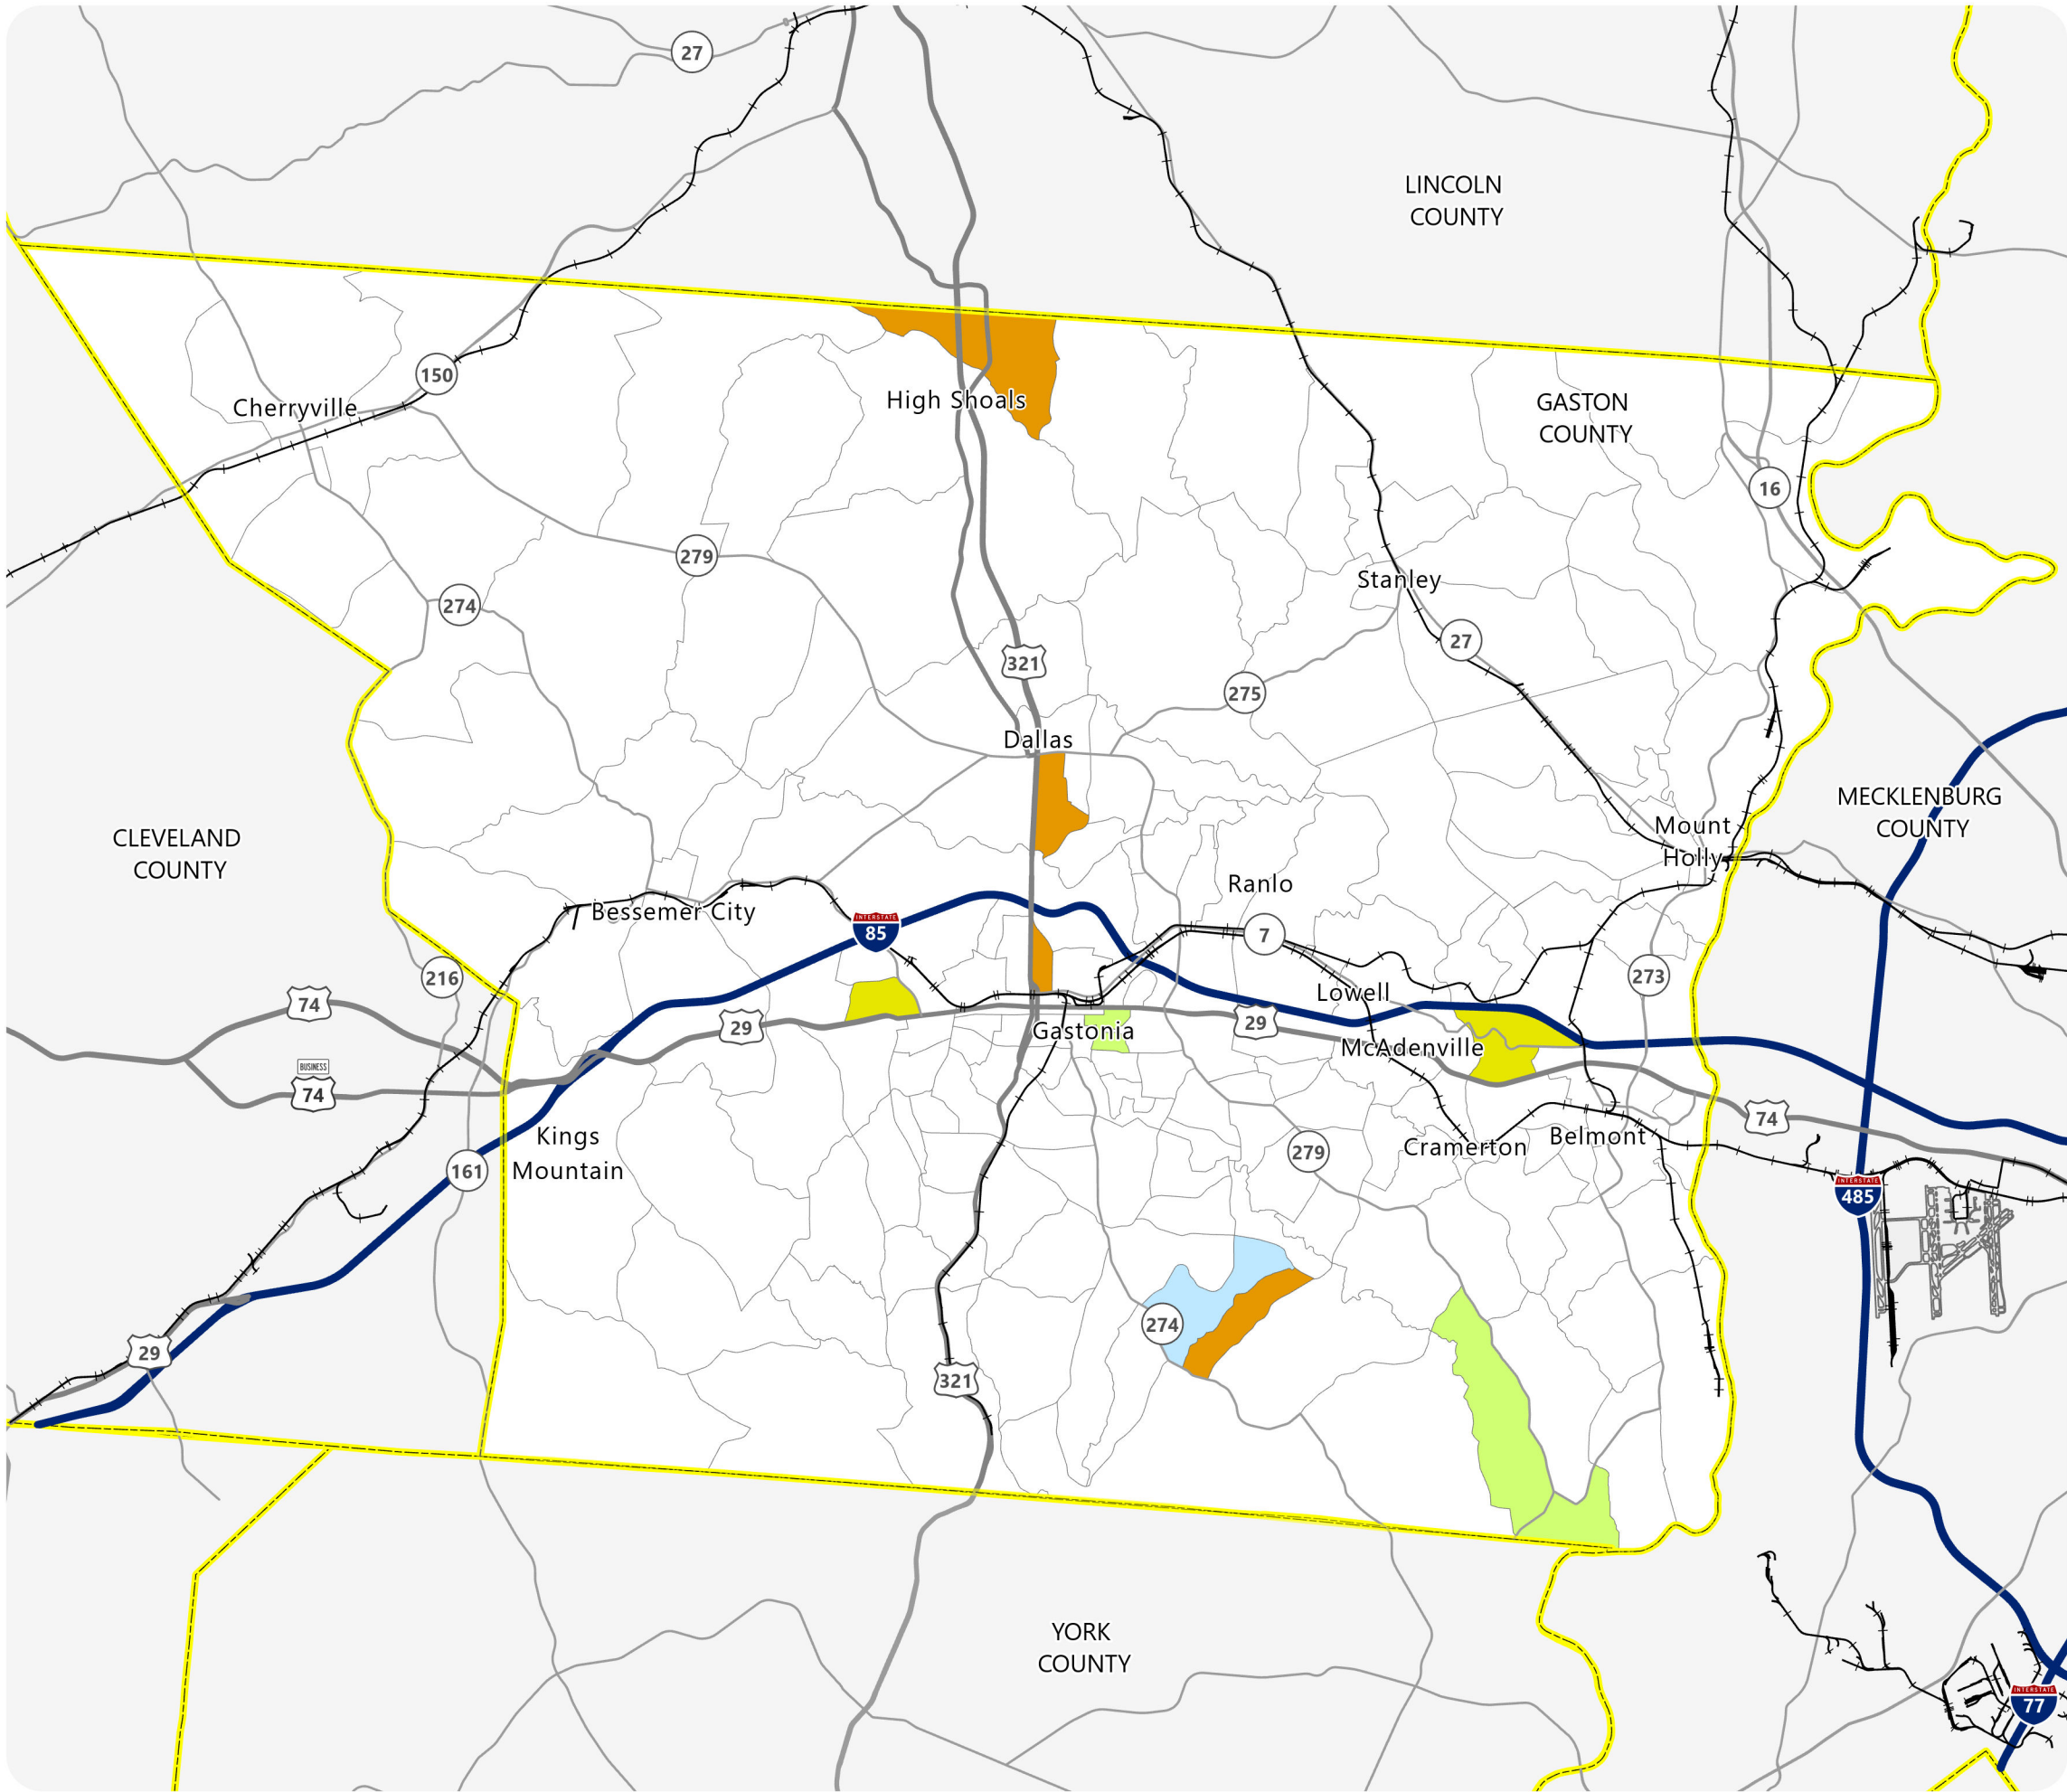 27
LINCOLN
COUNTY
150
Cherryville
High Shoals
GASTON
COUNTY
16
279
Stanley
274
27
321
275
Dallas
MECKLENBURG
COUNTY
Mount
Holly
CLEVELAND
COUNTY
Ranlo
Bessemer City
INTERSTATE
85
7
216
273
Lowell
74
29
29
Gastonia
McAdenville
BUSINESS
74
74
Kings
Mountain
Cramerton
Belmont
279
161
INTERSTATE
485
274
29
321
YORK
COUNTY
INTERSTATE
77